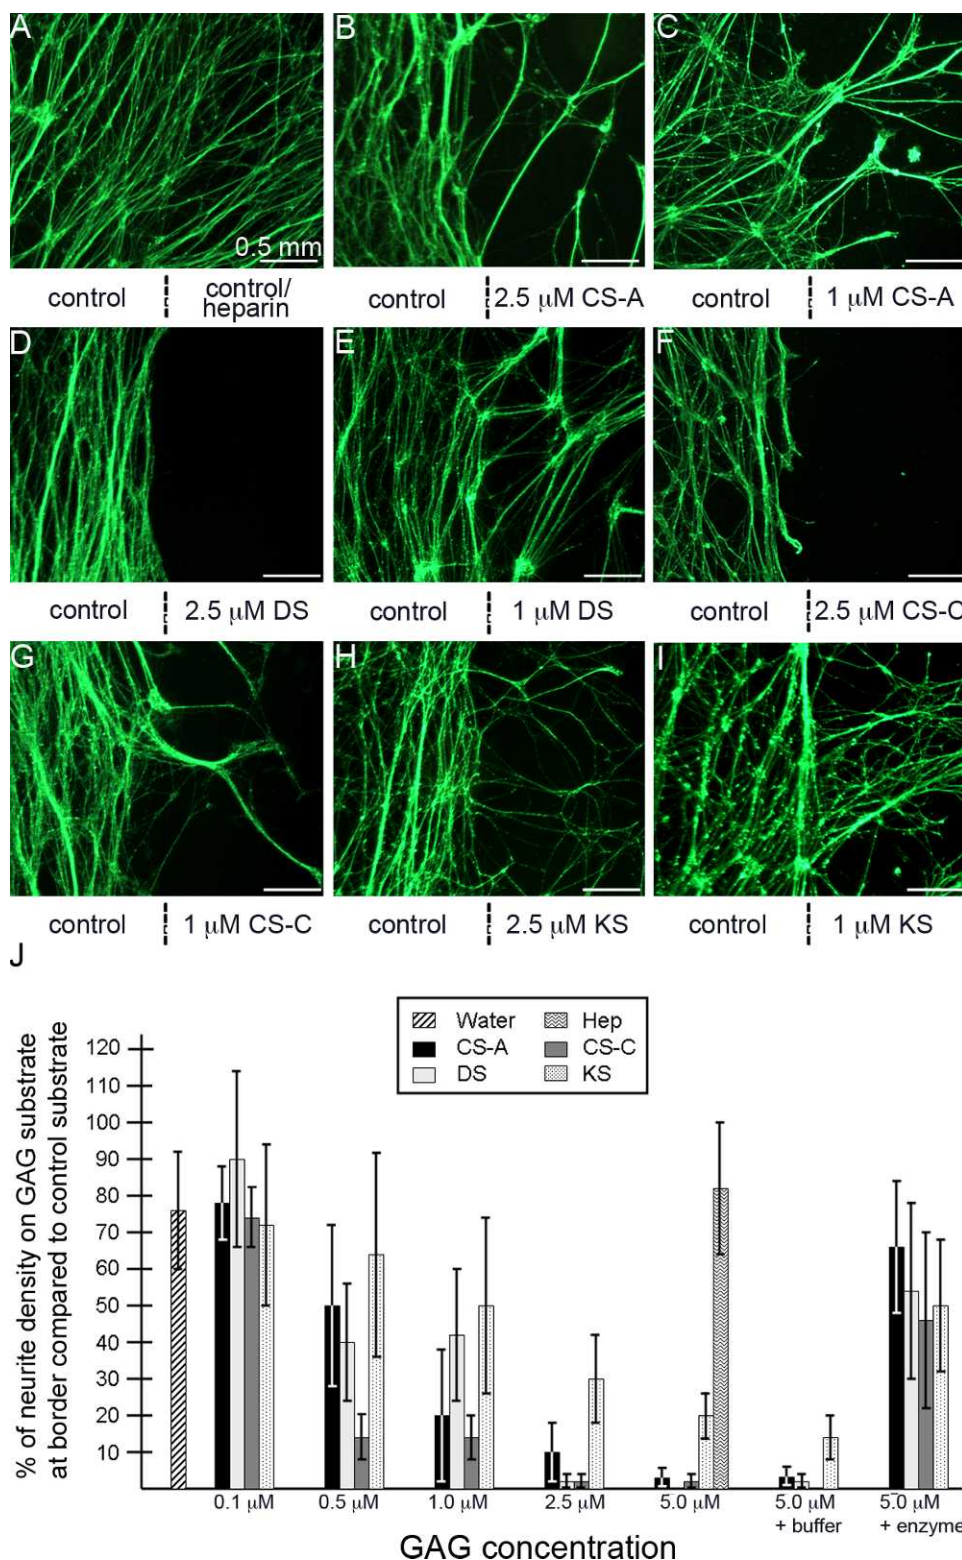 A
B
C
0.5 mm
control
control/
heparin
control
2.5 μM CS-A
control
1 μM CS-A
D
E
F
control
2.5 μM DS
control
1 μM DS
control
2.5 μM CS-C
G
H
I
control
1 μM CS-C
control
2.5 μM KS
control
1 μM KS
J
% of neurite density on GAG substrate
at border compared to control substrate
Water
Hep
CS-A
CS-C
DS
KS
120
110
100
90
80
70
60
50
40
30
20
10
0.1 μM
0.5 μM
1.0 μM
2.5 μM
5.0 μM
5.0 μM
+ buffer
5.0 μM
+ enzyme
GAG concentration